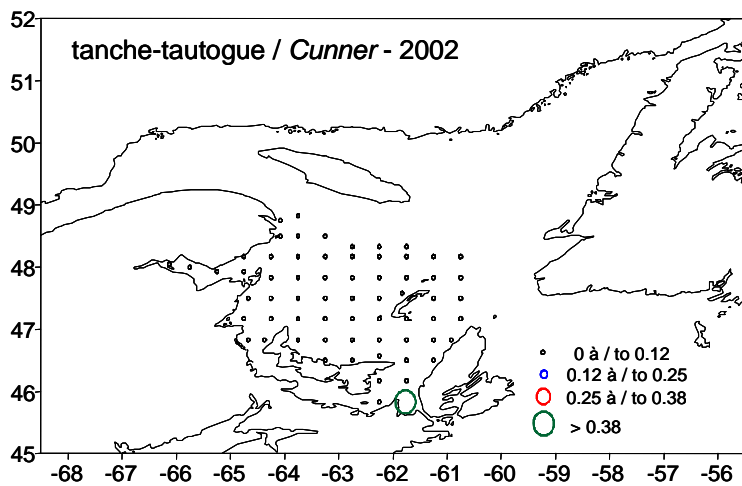 tanche-tautogue / Cunner - 2002
52
51
50
49
48
47
46
45
0 à / to 0.12
0.12 à / to 0.25
0.25 à / to 0.38
> 0.38
-68 -67 -66 -65 -64 -63 -62 -61 -60 -59 -58 -57 -56